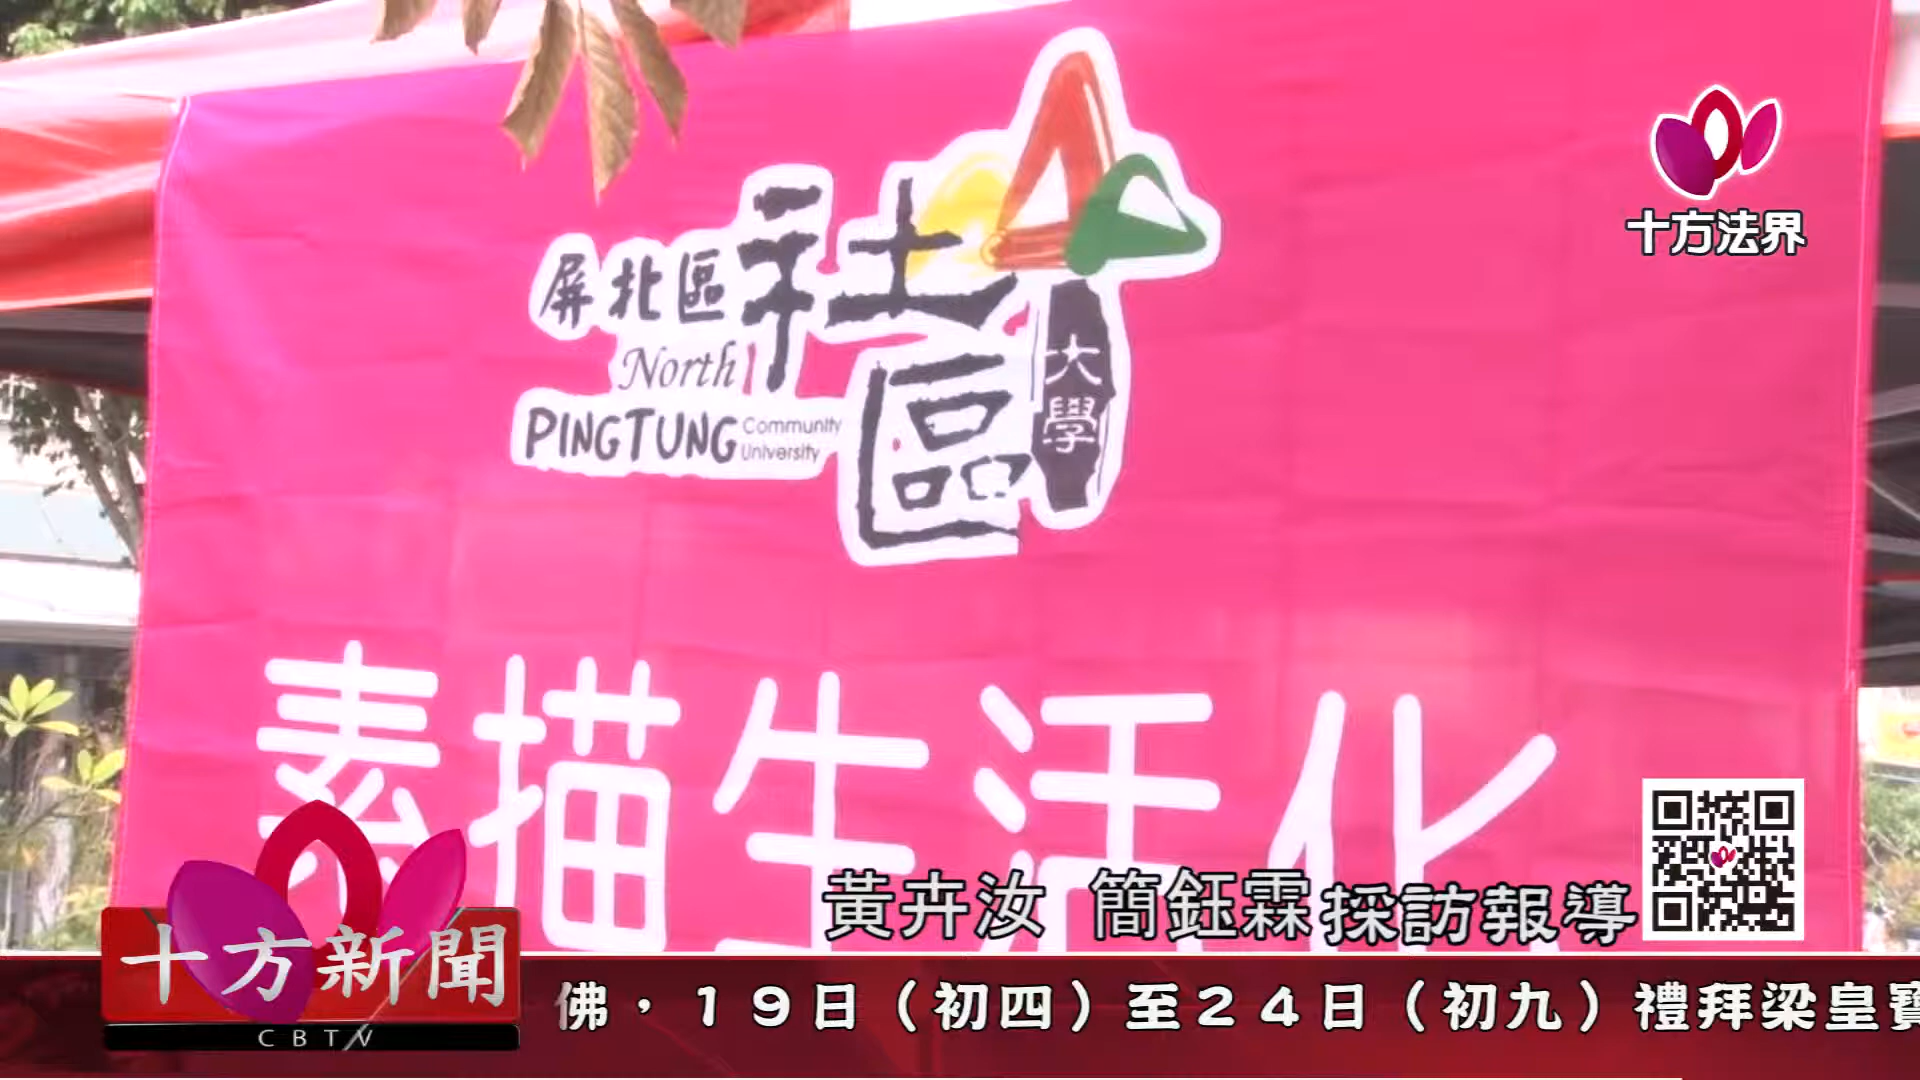 十方法界
屏北區社區大學
North
PINGTUNG Community University
素描生活化
黃卉汝 簡鈺霖採訪報導
十方新聞
CBTV
佛，19日（初四）至24日（初九）禮拜梁皇寶